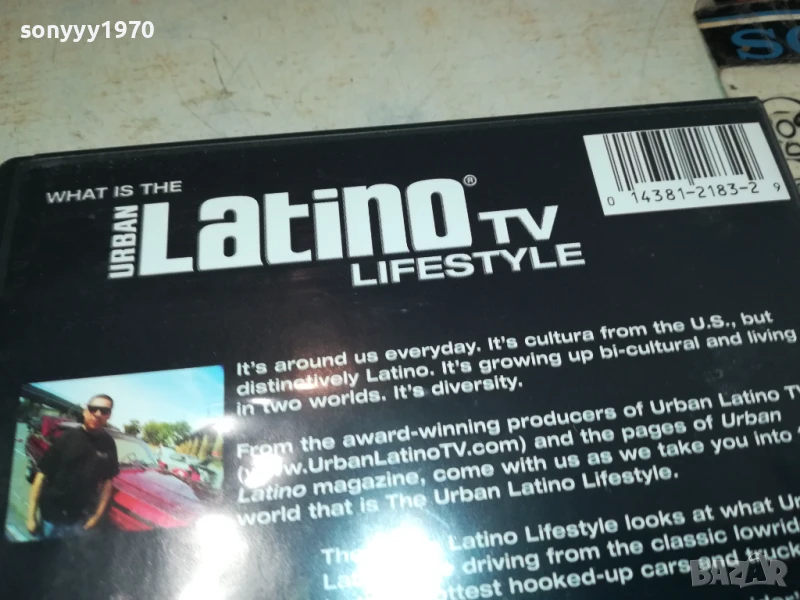 sonyyy1970
WHAT IS THE
URBAN
Latino® TV
LIFESTYLE
0 14381-2183-2 9
It's around us everyday. It's cultura from the U.S., but
distinctively Latino. It's growing up bi-cultural and living
in two worlds. It's diversity.
From the award-winning producers of Urban Latino TV
(www.UrbanLatinoTV.com) and the pages of Urban
Latino magazine, come with us as we take you into
world that is The Urban Latino Lifestyle.
Latino Lifestyle looks at what
driving from the classic
hooked-up cars and
BAZAR